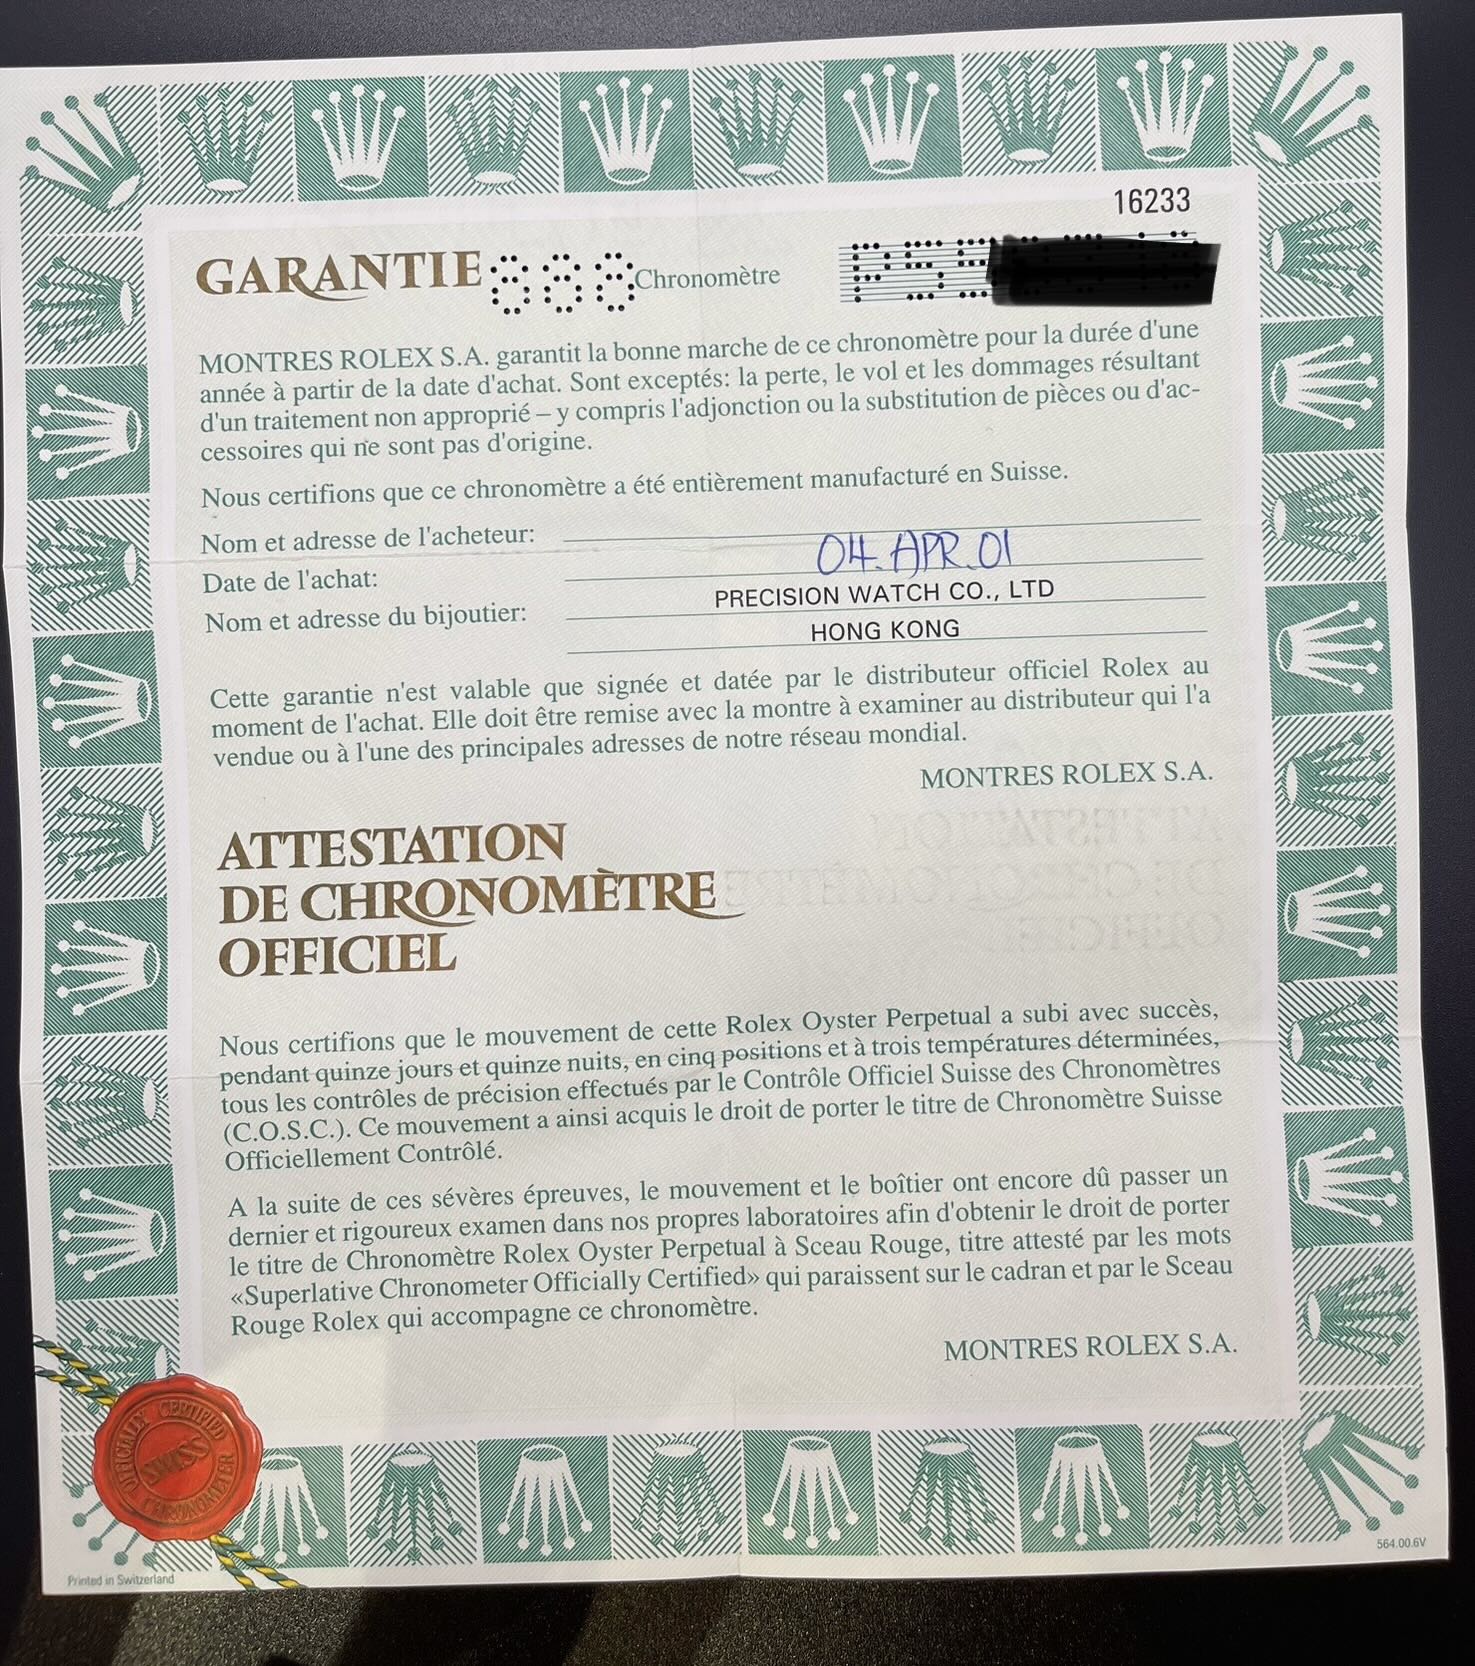 16233
GARANTIE 888 Chronomètre P5
MONTRES ROLEX S.A. garantit la bonne marche de ce chronomètre pour la durée d'une
année à partir de la date d'achat. Sont exceptés: la perte, le vol et les dommages résultant
d'un traitement non approprié – y compris l'adjonction ou la substitution de pièces ou d'ac-
cessoires qui ne sont pas d'origine.
Nous certifions que ce chronomètre a été entièrement manufacturé en Suisse.
Nom et adresse de l'acheteur:
Date de l'achat: 04.APR.01
Nom et adresse du bijoutier: PRECISION WATCH CO., LTD
HONG KONG
Cette garantie n'est valable que signée et datée par le distributeur officiel Rolex au
moment de l'achat. Elle doit être remise avec la montre à examiner au distributeur qui l'a
vendue ou à l'une des principales adresses de notre réseau mondial.
MONTRES ROLEX S.A.
ATTESTATION
DE CHRONOMÈTRE
OFFICIEL
Nous certifions que le mouvement de cette Rolex Oyster Perpetual a subi avec succès,
pendant quinze jours et quinze nuits, en cinq positions et à trois températures déterminées,
tous les contrôles de précision effectués par le Contrôle Officiel Suisse des Chronomètres
(C.O.S.C.). Ce mouvement a ainsi acquis le droit de porter le titre de Chronomètre Suisse
Officiellement Contrôlé.
A la suite de ces sévères épreuves, le mouvement et le boîtier ont encore dû passer un
dernier et rigoureux examen dans nos propres laboratoires afin d'obtenir le droit de porter
le titre de Chronomètre Rolex Oyster Perpetual à Sceau Rouge, titre attesté par les mots
«Superlative Chronometer Officially Certified» qui paraissent sur le cadran et par le Sceau
Rouge Rolex qui accompagne ce chronomètre.
MONTRES ROLEX S.A.
OFFICIALLY CERTIFIED
SWISS
CHRONOMETER
564.00.6V
Printed in Switzerland